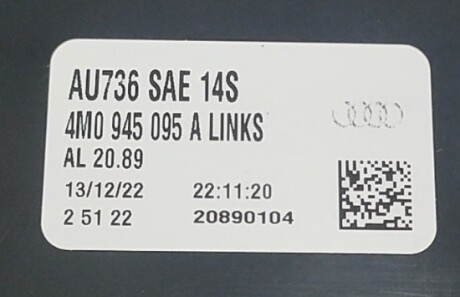 AU736 SAE 14S
4M0 945 095 A LINKS
AL 20.89
13/12/22 22:11:20
2 51 22 20890104